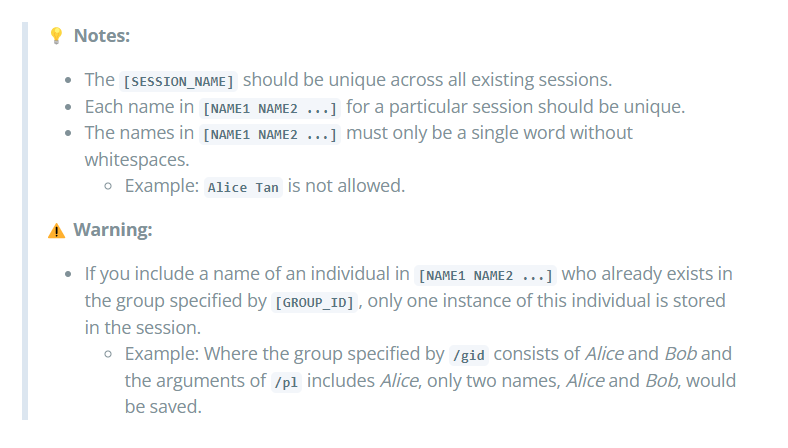 💡 Notes:
• The [SESSION_NAME] should be unique across all existing sessions.
• Each name in [NAME1 NAME2 ...] for a particular session should be unique.
• The names in [NAME1 NAME2 ...] must only be a single word without
whitespaces.
◦ Example: Alice Tan is not allowed.
⚠️ Warning:
• If you include a name of an individual in [NAME1 NAME2 ...] who already exists in
the group specified by [GROUP_ID], only one instance of this individual is stored
in the session.
◦ Example: Where the group specified by /gid consists of Alice and Bob and
the arguments of /pl includes Alice, only two names, Alice and Bob, would
be saved.